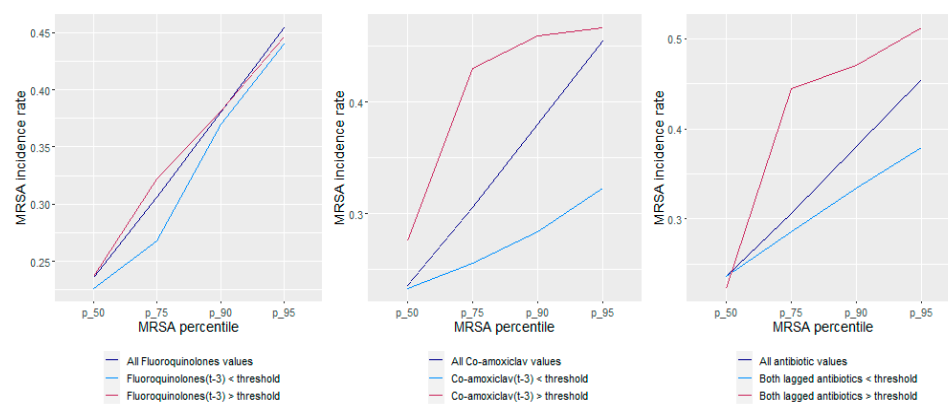 MRSA incidence rate
0.45
0.40
0.35
0.30
0.25
p_50 p_75 p_90 p_95
MRSA percentile
All Fluoroquinolones values
Fluoroquinolones(t-3) < threshold
Fluoroquinolones(t-3) > threshold
MRSA incidence rate
0.4
0.3
p_50 p_75 p_90 p_95
MRSA percentile
All Co-amoxiclav values
Co-amoxiclav(t-3) < threshold
Co-amoxiclav(t-3) > threshold
MRSA incidence rate
0.5
0.4
0.3
p_50 p_75 p_90 p_95
MRSA percentile
All antibiotic values
Both lagged antibiotics < threshold
Both lagged antibiotics > threshold